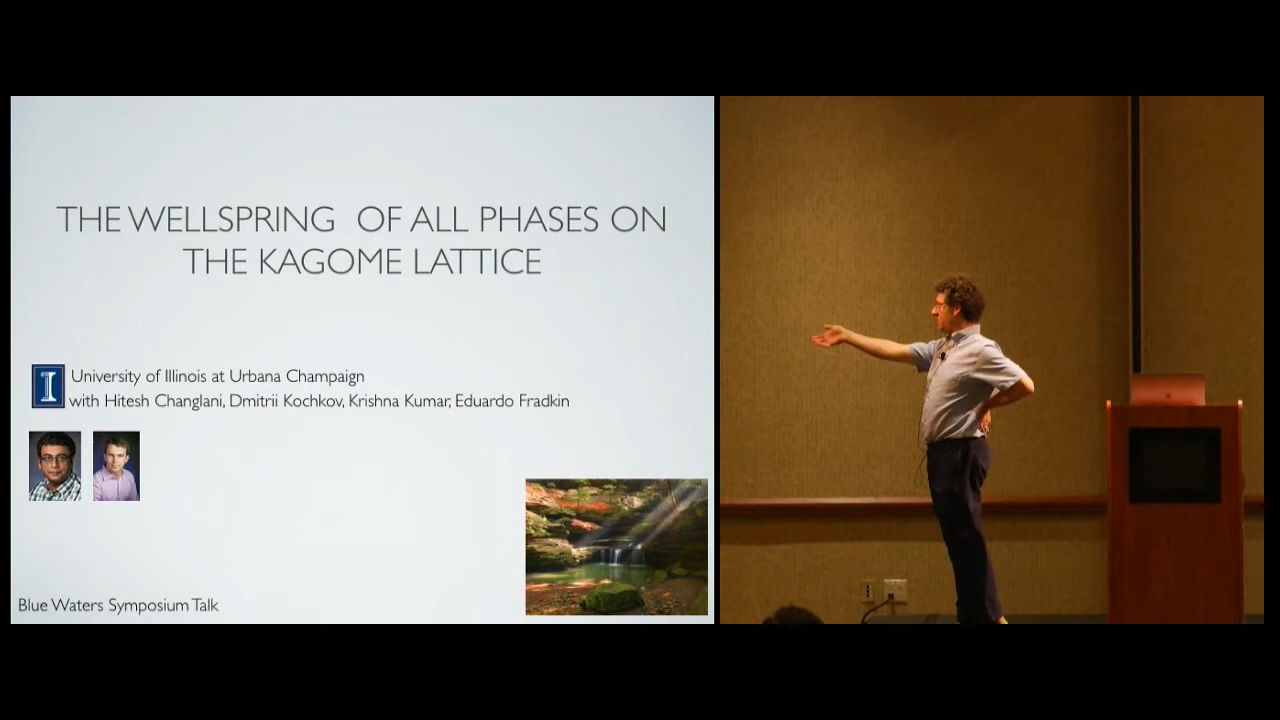 THE WELLSPRING OF ALL PHASES ON
THE KAGOME LATTICE
I
University of Illinois at Urbana Champaign
with Hitesh Changlani, Dmitrii Kochkov, Krishna Kumar, Eduardo Fradkin
Blue Waters Symposium Talk